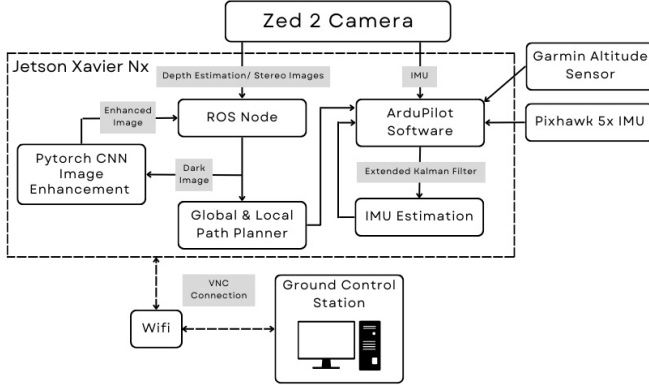 Zed 2 Camera
Jetson Xavier Nx
Depth Estimation/ Stereo Images
IMU
Garmin Altitude
Sensor
Enhanced
Image
ROS Node
ArduPilot
Software
Pixhawk 5x IMU
Pytorch CNN
Image
Enhancement
Dark
Image
Extended Kalman Filter
Global & Local
Path Planner
IMU Estimation
VNC
Connection
Ground Control
Station
Wifi